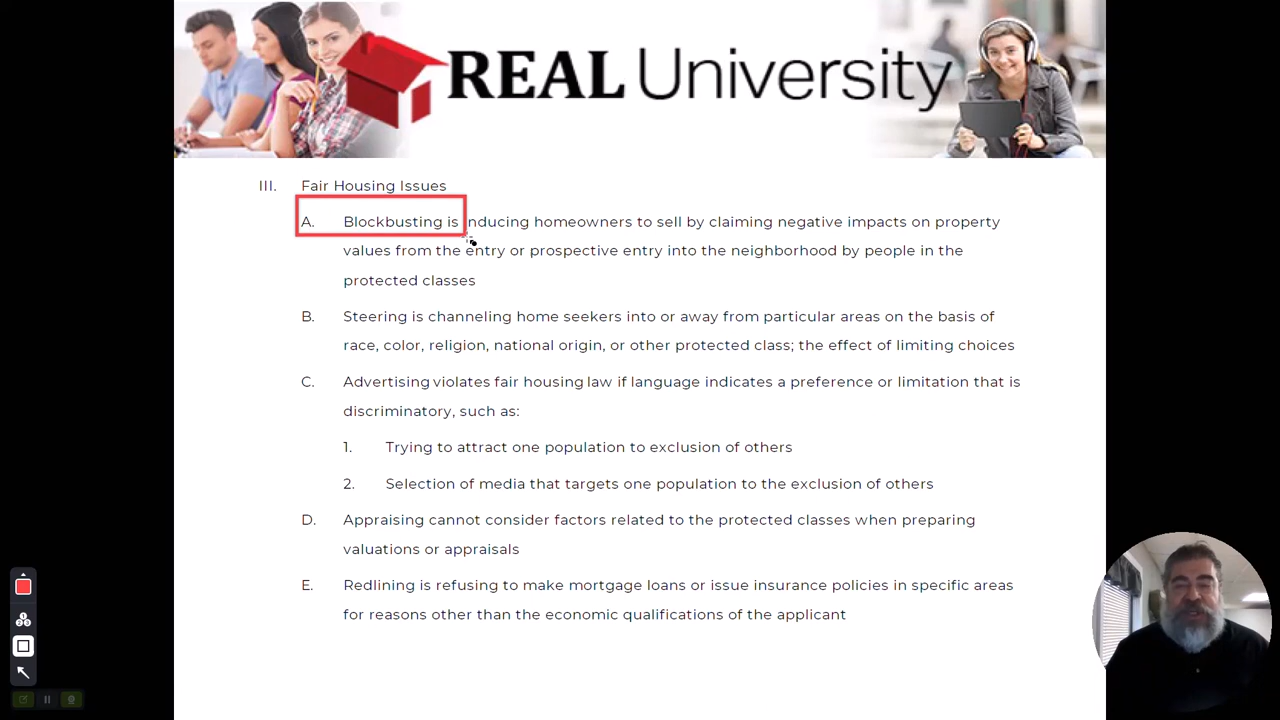 REAL University
III. Fair Housing Issues
A. Blockbusting is inducing homeowners to sell by claiming negative impacts on property
values from the entry or prospective entry into the neighborhood by people in the
protected classes
B. Steering is channeling home seekers into or away from particular areas on the basis of
race, color, religion, national origin, or other protected class; the effect of limiting choices
C. Advertising violates fair housing law if language indicates a preference or limitation that is
discriminatory, such as:
1. Trying to attract one population to exclusion of others
2. Selection of media that targets one population to the exclusion of others
D. Appraising cannot consider factors related to the protected classes when preparing
valuations or appraisals
E. Redlining is refusing to make mortgage loans or issue insurance policies in specific areas
for reasons other than the economic qualifications of the applicant